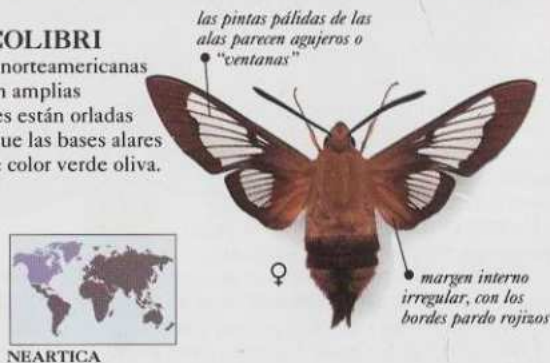 las pintas pálidas de las
alas parecen agujeros o
"ventanas"
COLIBRI
norteamericanas
amplias
es están orladas
que las bases alares
color verde oliva.
♀
margen interno
irregular, con los
bordes pardo rojizos
NEARTICA